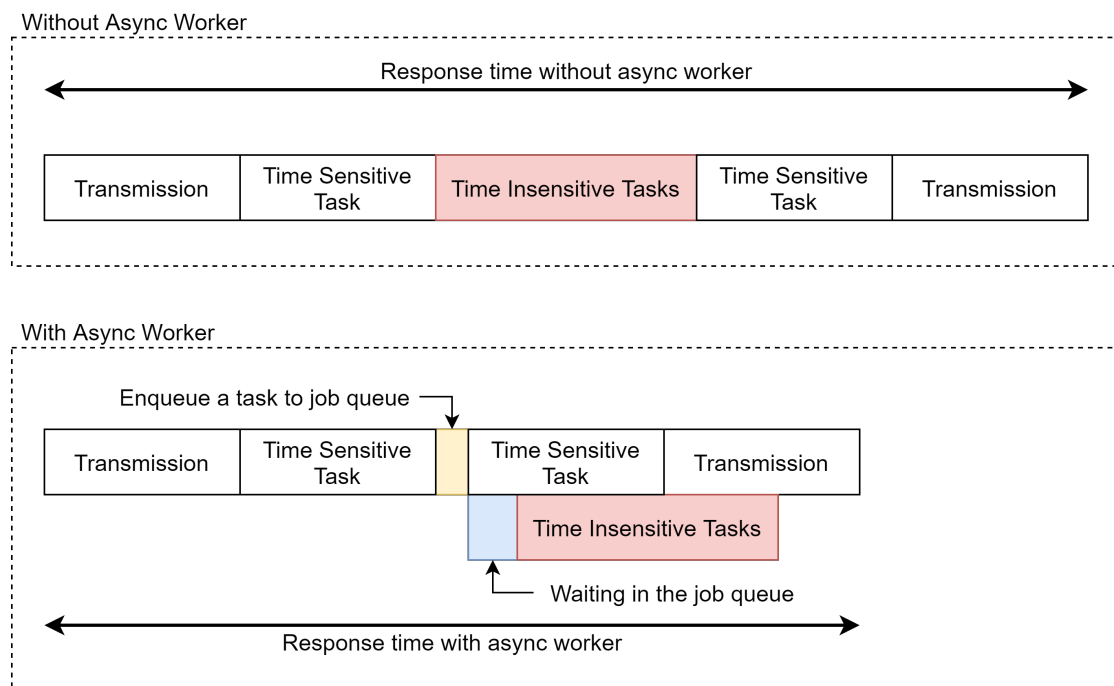 Without Async Worker
Response time without async worker
Transmission
Time Sensitive
Task
Time Insensitive Tasks
Time Sensitive
Task
Transmission
With Async Worker
Enqueue a task to job queue
Transmission
Time Sensitive
Task
Time Sensitive
Task
Transmission
Time Insensitive Tasks
Waiting in the job queue
Response time with async worker